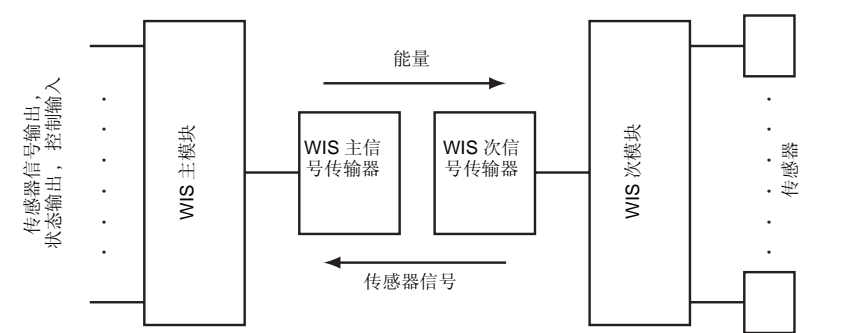 传感器信号输出，
状态输出，控制输入
WIS 主模块
能量
WIS 主信
号传输器
WIS 次信
号传输器
传感器信号
WIS 次模块
传感器